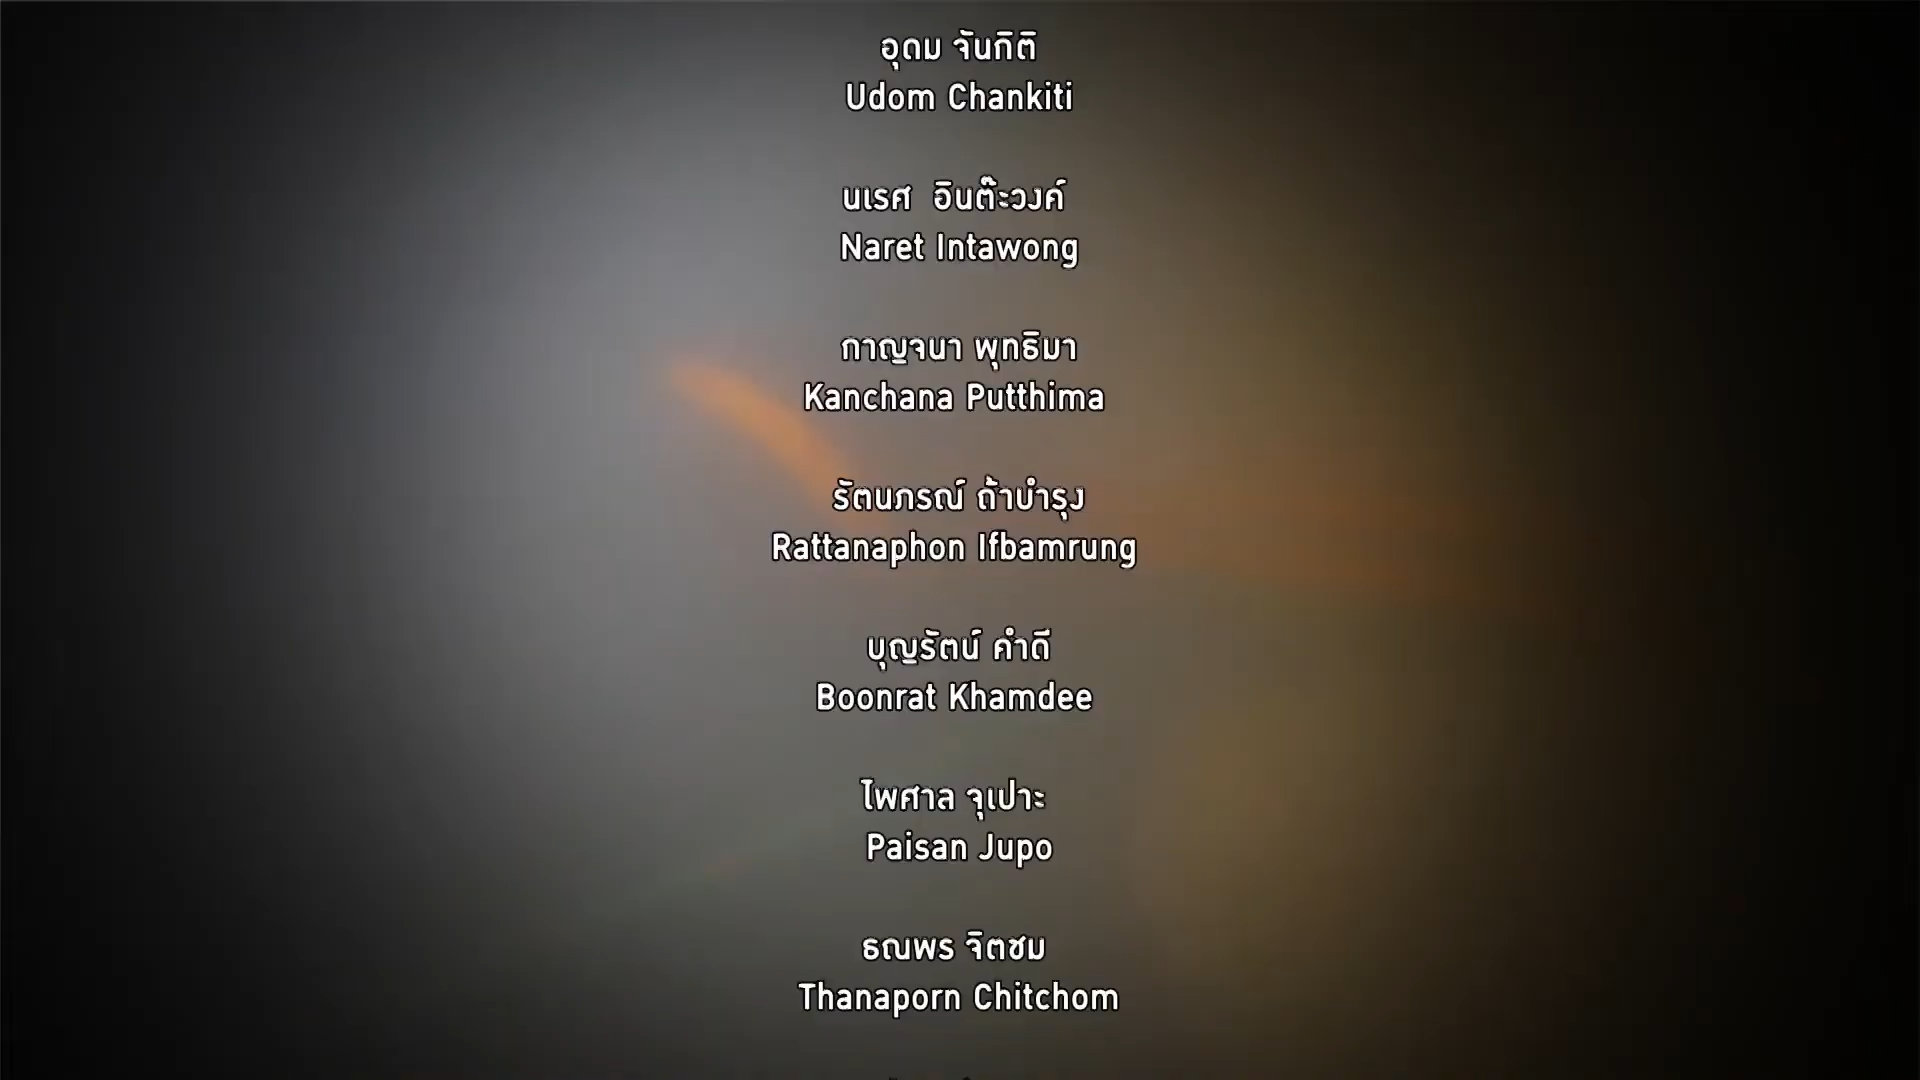 อุดม จันกิติ
Udom Chankiti
นเรศ อินต๊ะวงค์
Naret Intawong
กาญจนา พุทธิมา
Kanchana Putthima
รัตนภรณ์ ถ้าบำรุง
Rattanaphon Ifbamrung
บุญรัตน์ คำดี
Boonrat Khamdee
ไพศาล จุเปาะ
Paisan Jupo
ธณพร จิตชม
Thanaporn Chitchom